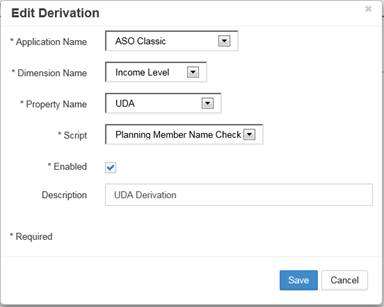 Edit Derivation ×
* Application Name ASO Classic
* Dimension Name Income Level
* Property Name UDA
* Script Planning Member Name Check
* Enabled
Description UDA Derivation
* Required
Save Cancel